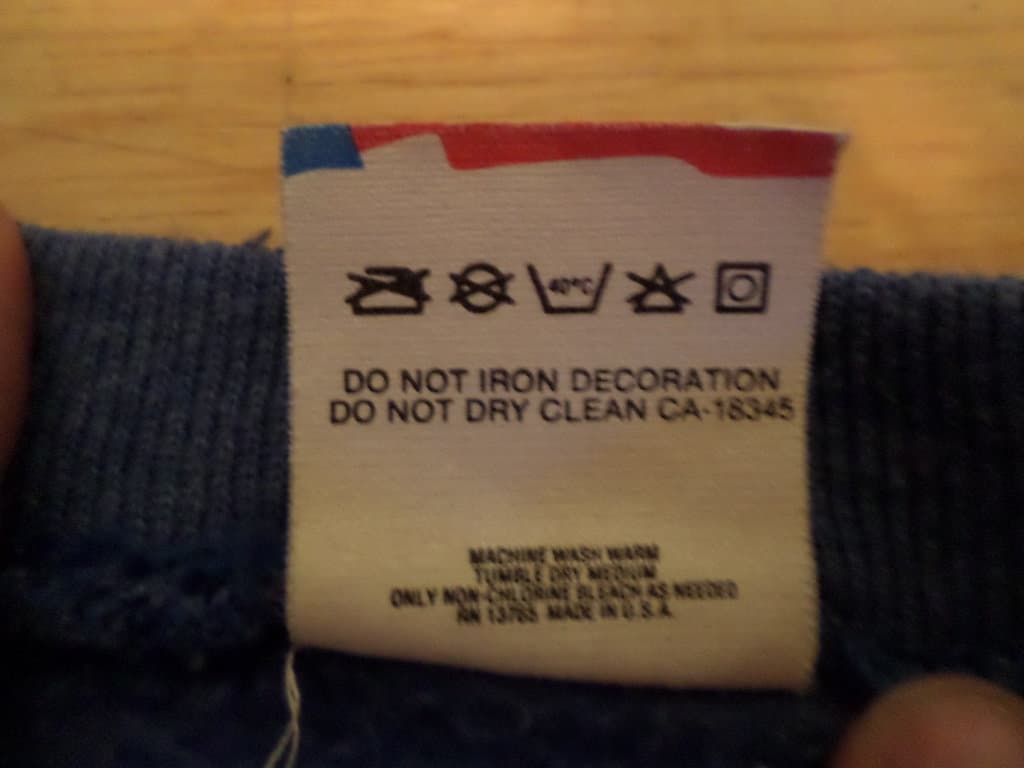 40°C
DO NOT IRON DECORATION
DO NOT DRY CLEAN CA-18345
MACHINE WASH WARM
TUMBLE DRY MEDIUM
ONLY NON-CHLORINE BLEACH AS NEEDED
RN 13765 MADE IN U.S.A.